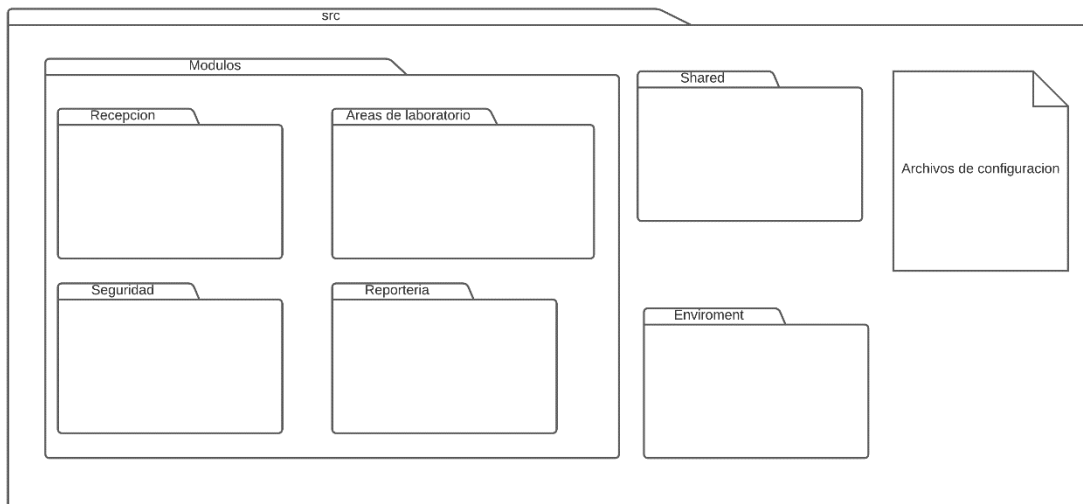 src
Modulos
Recepcion
Areas de laboratorio
Seguridad
Reporteria
Shared
Enviroment
Archivos de configuracion